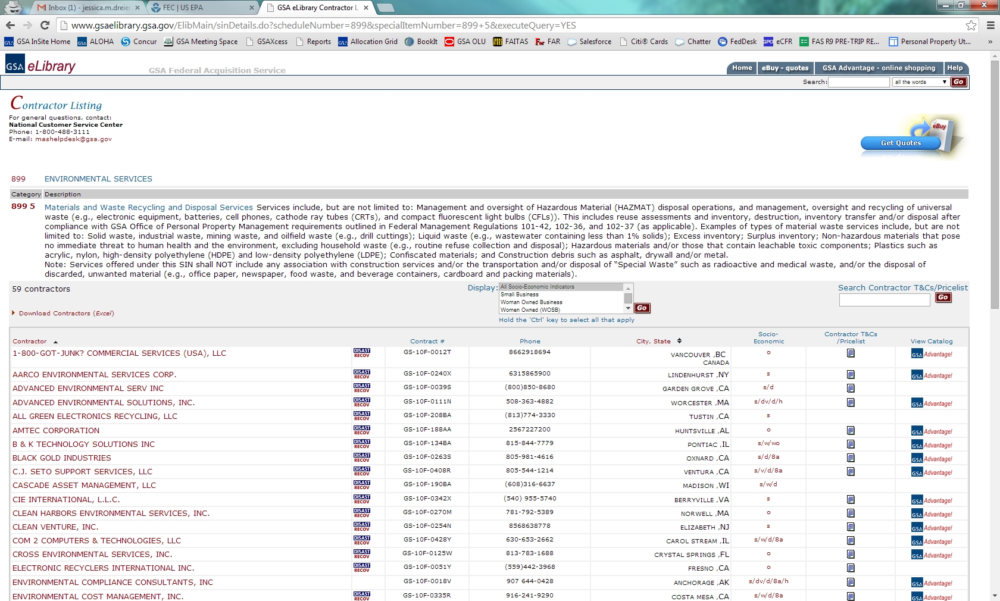 Inbox (1) - jessica.m.dreier
FEC | US EPA
GSA eLibrary Contractor L
www.gsaelibrary.gsa.gov/ElibMain/sinDetails.do?scheduleNumber=899&specialItemNumber=899+5&executeQuery=YES
GSA InSite Home ALOHA Concur GSA Meeting Space GSAXcess Reports Allocation Grid BookIt GSA OLU FAITAS FAR Salesforce Citi® Cards Chatter FedDesk eCFR FAS R9 PRE-TRIP RE... Personal Property Ut... »
GSA eLibrary
GSA Federal Acquisition Service
Home eBuy - quotes GSA Advantage - online shopping Help
Search: all the words Go
Contractor Listing
For general questions, contact:
National Customer Service Center
Phone: 1-800-488-3111
E-mail: mashelpdesk@gsa.gov
eBuy
Get Quotes
899 ENVIRONMENTAL SERVICES
Category Description
899 5 Materials and Waste Recycling and Disposal Services Services include, but are not limited to: Management and oversight of Hazardous Material (HAZMAT) disposal operations, and management, oversight and recycling of universal
waste (e.g., electronic equipment, batteries, cell phones, cathode ray tubes (CRTs), and compact fluorescent light bulbs (CFLs)). This includes reuse assessments and inventory, destruction, inventory transfer and/or disposal after
compliance with GSA Office of Personal Property Management requirements outlined in Federal Management Regulations 101-42, 102-36, and 102-37 (as applicable). Examples of types of material waste services include, but are not
limited to: Solid waste, industrial waste, mining waste, and oilfield waste (e.g., drill cuttings); Liquid waste (e.g., wastewater containing less than 1% solids); Excess inventory; Surplus inventory; Non-hazardous materials that pose
no immediate threat to human health and the environment, excluding household waste (e.g., routine refuse collection and disposal); Hazardous materials and/or those that contain leachable toxic components; Plastics such as
acrylic, nylon, high-density polyethylene (HDPE) and low-density polyethylene (LDPE); Confiscated materials; and Construction debris such as asphalt, drywall and/or metal.
Note: Services offered under this SIN shall NOT include any association with construction services and/or the transportation and/or disposal of “Special Waste” such as radioactive and medical waste, and/or the disposal of
discarded, unwanted material (e.g., office paper, newspaper, food waste, and beverage containers, cardboard and packing materials).
59 contractors
Download Contractors (Excel)
Display: All Socio-Economic Indicators
Small Business
Woman Owned Business
Women Owned (WOSB)
Go
Hold the 'Ctrl' key to select all that apply
Search Contractor T&Cs/Pricelist
Go
Contractor Contract # Phone City, State Socio-Economic Contractor T&Cs /Pricelist View Catalog
1-800-GOT-JUNK? COMMERCIAL SERVICES (USA), LLC DISAST RECOV GS-10F-0012T 8662918694 VANCOUVER ,BC CANADA o GSA Advantage!
AARCO ENVIRONMENTAL SERVICES CORP. DISAST RECOV GS-10F-0240X 6315865900 LINDENHURST ,NY s GSA Advantage!
ADVANCED ENVIRONMENTAL SERV INC DISAST RECOV GS-10F-0039S (800)850-8680 GARDEN GROVE ,CA s/d
ADVANCED ENVIRONMENTAL SOLUTIONS, INC. DISAST RECOV GS-10F-0111N 508-363-4882 WORCESTER ,MA s/dv/d/h GSA Advantage!
ALL GREEN ELECTRONICS RECYCLING, LLC DISAST RECOV GS-10F-208BA (813)774-3330 TUSTIN ,CA s
AMTEC CORPORATION DISAST RECOV GS-10F-188AA 2567227200 HUNTSVILLE ,AL o GSA Advantage!
B & K TECHNOLOGY SOLUTIONS INC DISAST RECOV GS-10F-134BA 815-844-7779 PONTIAC ,IL s/w/wo GSA Advantage!
BLACK GOLD INDUSTRIES DISAST RECOV GS-10F-0263S 805-981-4616 OXNARD ,CA s/d/8a GSA Advantage!
C.J. SETO SUPPORT SERVICES, LLC DISAST RECOV GS-10F-0408R 805-544-1214 VENTURA ,CA s/v/d/8a GSA Advantage!
CASCADE ASSET MANAGEMENT, LLC DISAST RECOV GS-10F-190BA (608)316-6637 MADISON ,WI s/w/d
CIE INTERNATIONAL, L.L.C. DISAST RECOV GS-10F-0342X (540) 955-5740 BERRYVILLE ,VA s GSA Advantage!
CLEAN HARBORS ENVIRONMENTAL SERVICES, INC. DISAST RECOV GS-10F-0270M 781-792-5389 NORWELL ,MA o GSA Advantage!
CLEAN VENTURE, INC. DISAST RECOV GS-10F-0254N 8568638778 ELIZABETH ,NJ s GSA Advantage!
COM 2 COMPUTERS & TECHNOLOGIES, LLC DISAST RECOV GS-10F-0428Y 630-653-2662 CAROL STREAM ,IL s/w/d/8a GSA Advantage!
CROSS ENVIRONMENTAL SERVICES, INC. DISAST RECOV GS-10F-0125W 813-783-1688 CRYSTAL SPRINGS ,FL o GSA Advantage!
ELECTRONIC RECYCLERS INTERNATIONAL INC. DISAST RECOV GS-10F-0051Y (559)442-3968 FRESNO ,CA o
ENVIRONMENTAL COMPLIANCE CONSULTANTS, INC GS-10F-0018V 907 644-0428 ANCHORAGE ,AK s/dv/d/8a/h GSA Advantage!
ENVIRONMENTAL COST MANAGEMENT, INC. DISAST RECOV GS-10F-0335R 916-241-9290 COSTA MESA ,CA s/w/d/8a GSA Advantage!